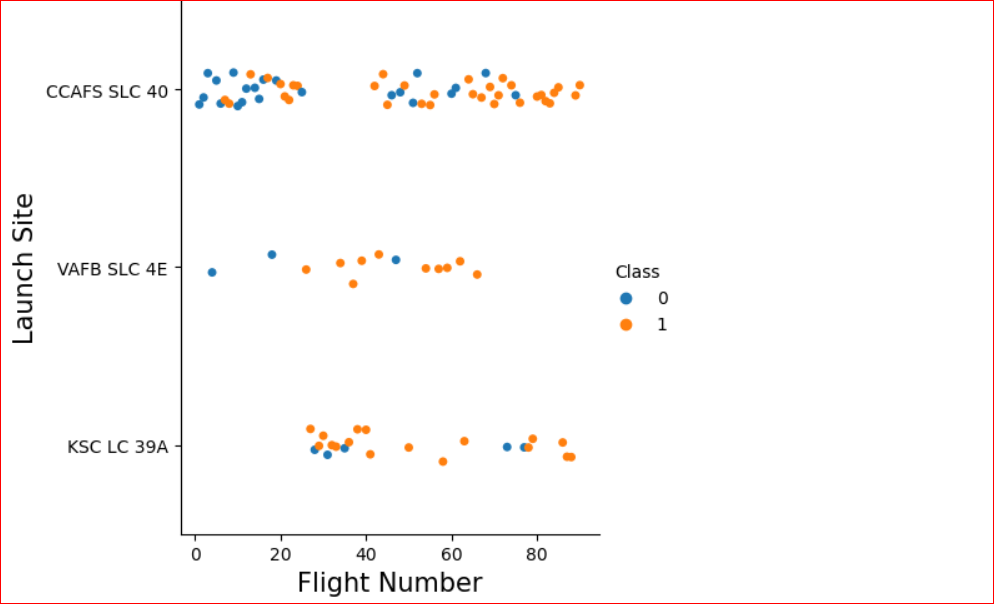 CCAFS SLC 40
VAFB SLC 4E
KSC LC 39A
Launch Site
0 20 40 60 80
Flight Number
Class
0
1